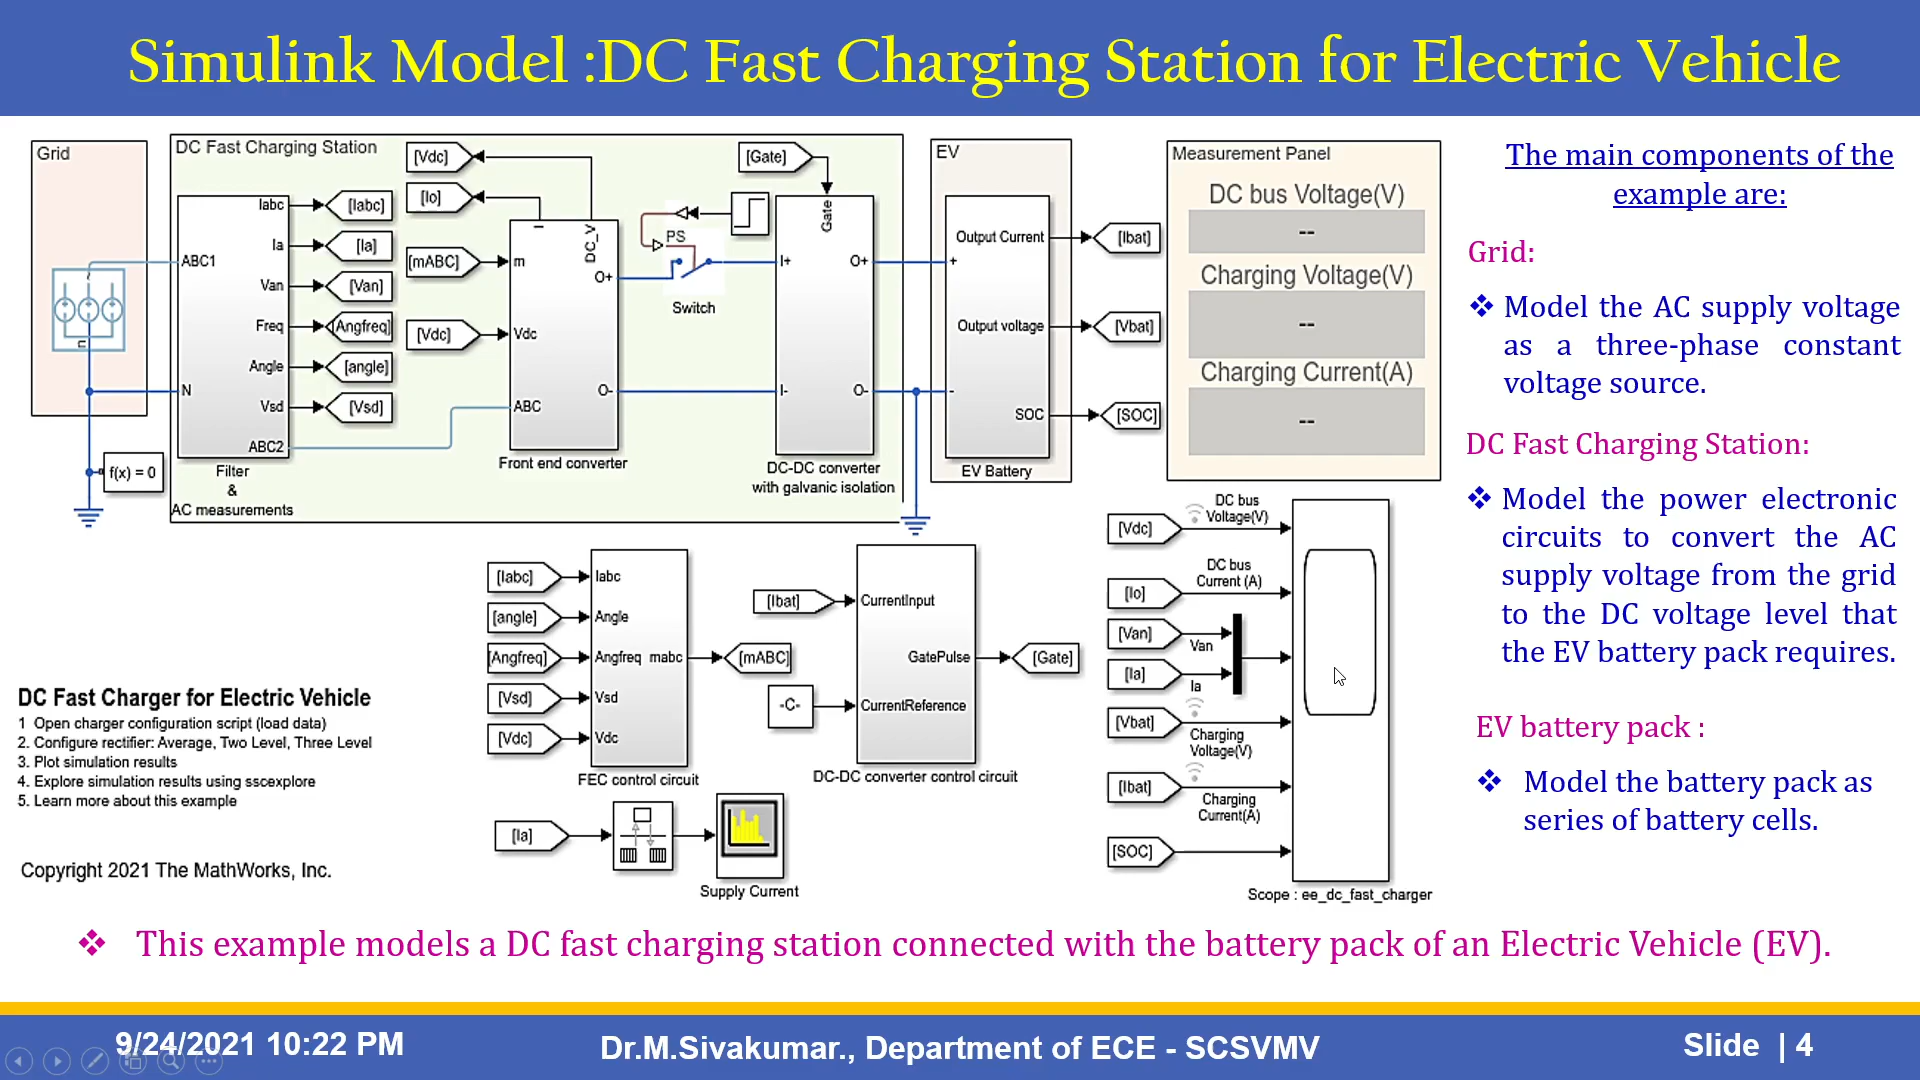 Simulink Model :DC Fast Charging Station for Electric Vehicle
Grid
DC Fast Charging Station
ABC1
N
Iabc
Ia
Van
Freq
Angle
Vsd
ABC2
Filter
&
AC measurements
f(x) = 0
[Iabc]
[Ia]
[Van]
[Angfreq]
[angle]
[Vsd]
[Vdc]
[Io]
[mABC]
[Vdc]
I
DC_V
m
O+
Vdc
O-
ABC
Front end converter
PS
Switch
[Gate]
Gate
I+
O+
I-
O-
DC-DC converter
with galvanic isolation
EV
Output Current
+
Output voltage
-
SOC
EV Battery
[Ibat]
[Vbat]
[SOC]
Measurement Panel
DC bus Voltage(V)
--
Charging Voltage(V)
--
Charging Current(A)
--
[Iabc]
[angle]
[Angfreq]
[Vsd]
[Vdc]
Iabc
Angle
Angfreq mabc
Vsd
Vdc
FEC control circuit
[mABC]
[Ibat]
-C-
CurrentInput
GatePulse
CurrentReference
DC-DC converter control circuit
[Gate]
[Ia]
Supply Current
[Vdc]
DC bus
Voltage(V)
[Io]
DC bus
Current (A)
[Van]
Van
[Ia]
Ia
[Vbat]
Charging
Voltage(V)
[Ibat]
Charging
Current(A)
[SOC]
Scope : ee_dc_fast_charger
DC Fast Charger for Electric Vehicle
1 Open charger configuration script (load data)
2. Configure rectifier: Average, Two Level, Three Level
3. Plot simulation results
4. Explore simulation results using sscexplore
5. Learn more about this example
Copyright 2021 The MathWorks, Inc.
The main components of the
example are:
Grid:
❖ Model the AC supply voltage
as a three-phase constant
voltage source.
DC Fast Charging Station:
❖ Model the power electronic
circuits to convert the AC
supply voltage from the grid
to the DC voltage level that
the EV battery pack requires.
EV battery pack :
❖ Model the battery pack as
series of battery cells.
❖ This example models a DC fast charging station connected with the battery pack of an Electric Vehicle (EV).
9/24/2021 10:22 PM
Dr.M.Sivakumar., Department of ECE - SCSVMV
Slide | 4